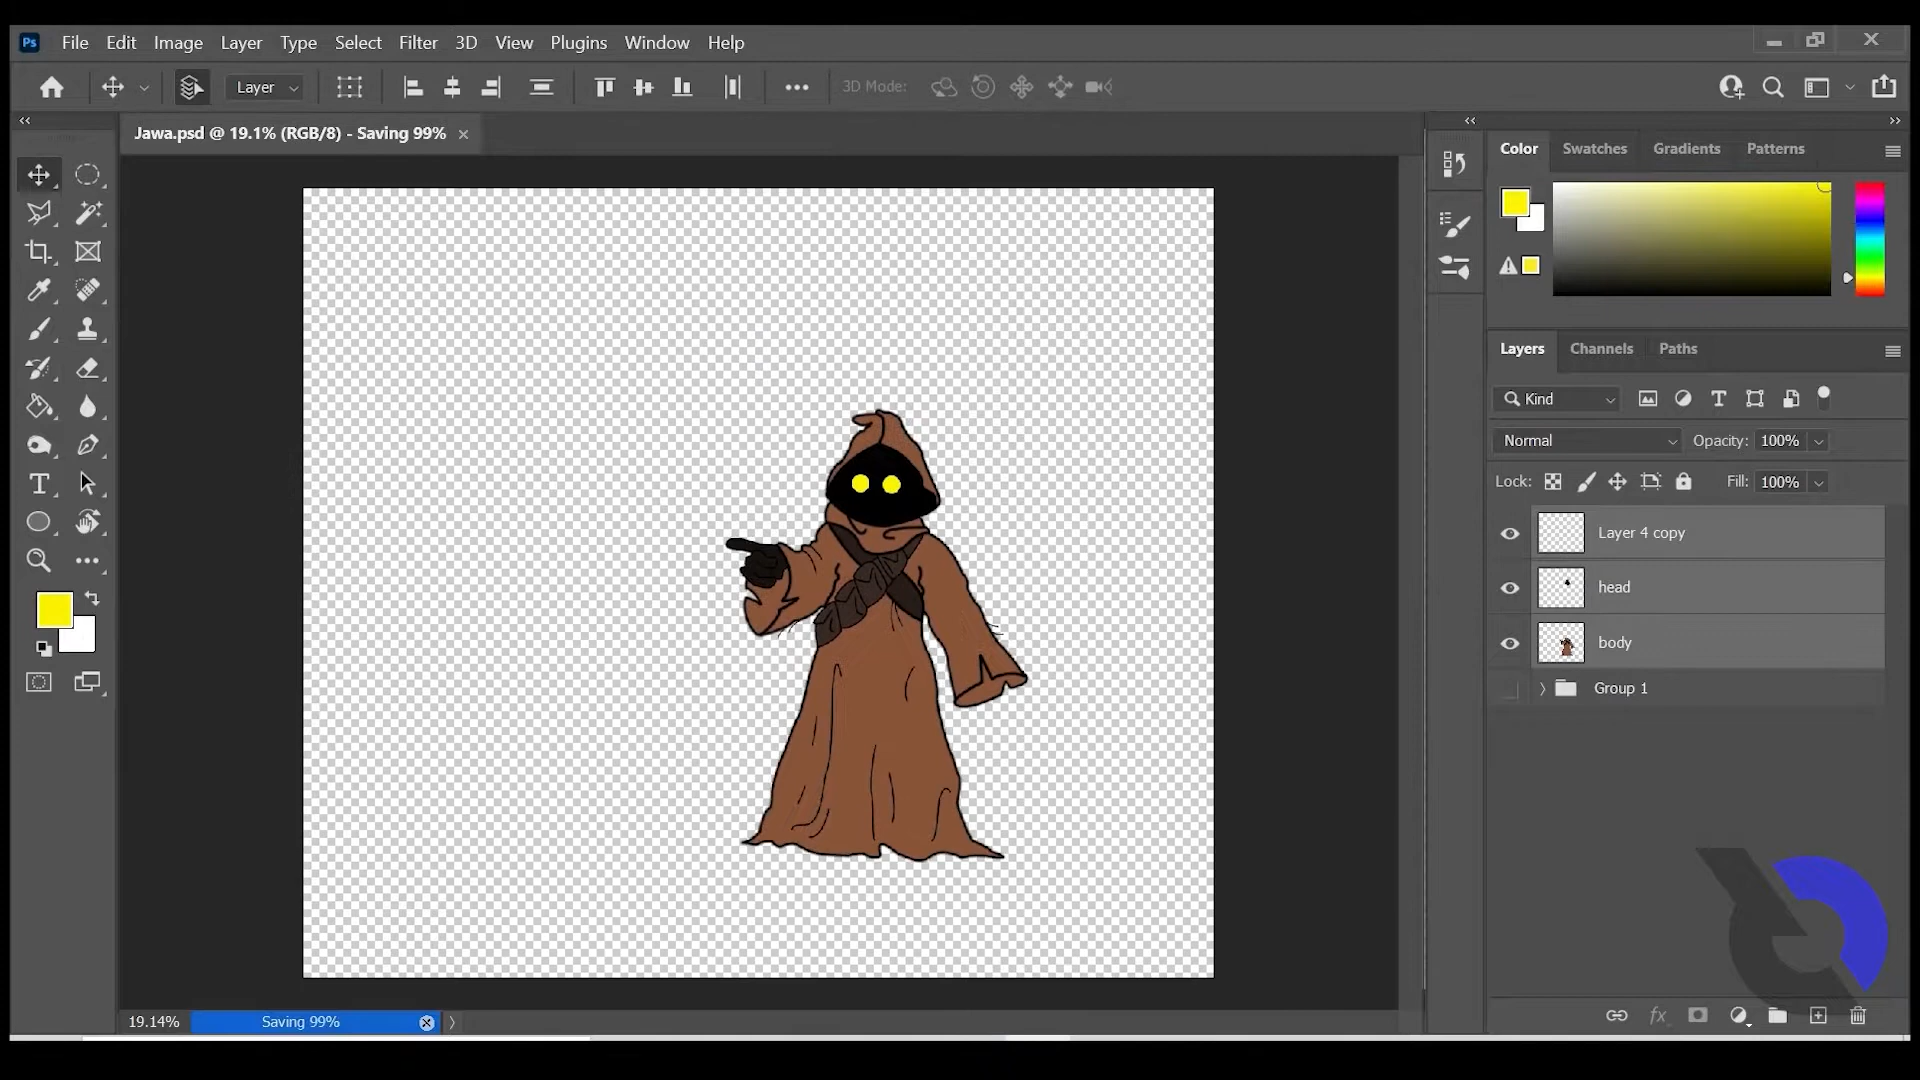 Ps File Edit Image Layer Type Select Filter 3D View Plugins Window Help
Layer 3D Mode:
Jawa.psd @ 19.1% (RGB/8) - Saving 99%
Color Swatches Gradients Patterns
Layers Channels Paths
Kind
Normal Opacity: 100%
Lock: Fill: 100%
Layer 4 copy
head
body
Group 1
fx
19.14% Saving 99%